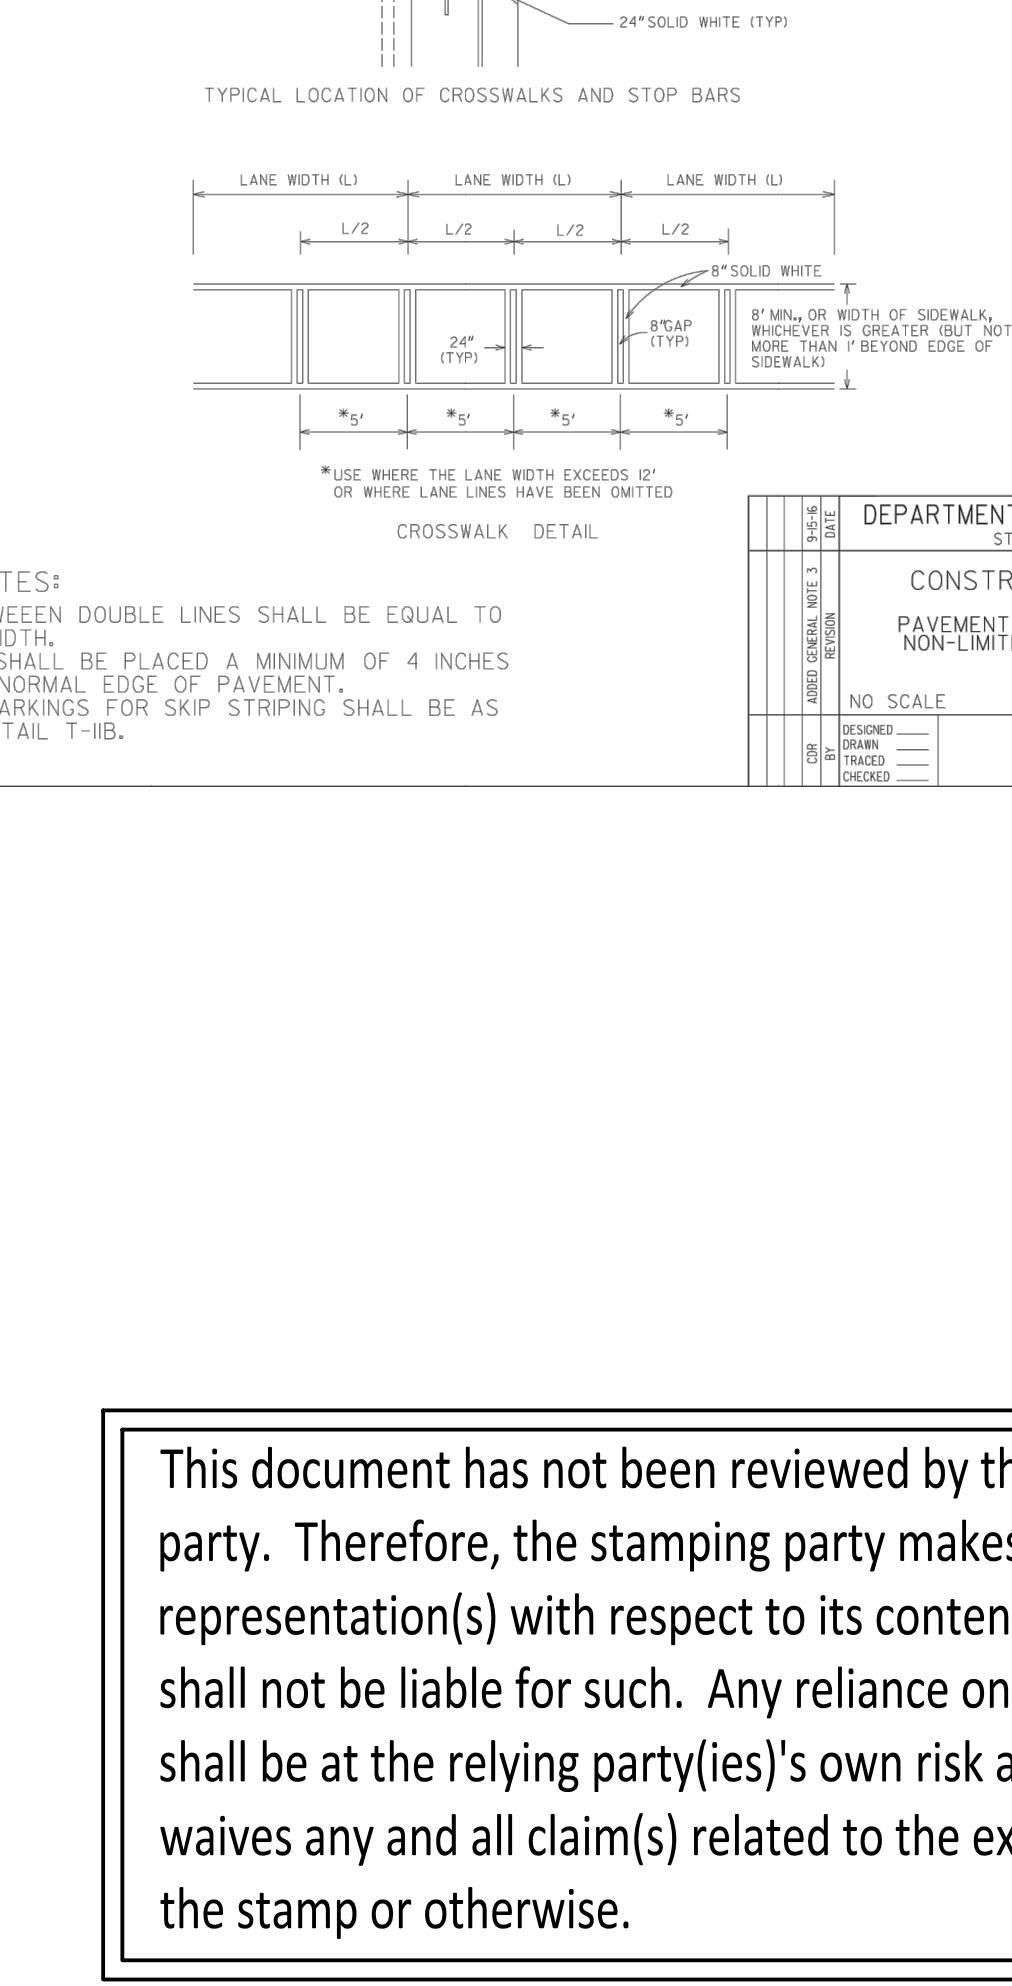 24" SOLID WHITE (TYP)
TYPICAL LOCATION OF CROSSWALKS AND STOP BARS
LANE WIDTH (L) LANE WIDTH (L) LANE WIDTH (L)
L/2 L/2 L/2 L/2
8" SOLID WHITE
24"
(TYP)
8" GAP
(TYP)
8' MIN., OR WIDTH OF SIDEWALK,
WHICHEVER IS GREATER (BUT NOT
MORE THAN 1' BEYOND EDGE OF
SIDEWALK)
*5' *5' *5' *5'
*USE WHERE THE LANE WIDTH EXCEEDS 12'
OR WHERE LANE LINES HAVE BEEN OMITTED
CROSSWALK DETAIL
TES:
WEEEN DOUBLE LINES SHALL BE EQUAL TO
IDTH.
SHALL BE PLACED A MINIMUM OF 4 INCHES
NORMAL EDGE OF PAVEMENT.
ARKINGS FOR SKIP STRIPING SHALL BE AS
TAIL T-11B.
9-15-16
DATE
ADDED GENERAL NOTE 3
REVISION
CDR
BY
DEPARTMENT
ST
CONSTR
PAVEMENT
NON-LIMIT
NO SCALE
DESIGNED
DRAWN
TRACED
CHECKED
This document has not been reviewed by th
party. Therefore, the stamping party makes
representation(s) with respect to its conten
shall not be liable for such. Any reliance on
shall be at the relying party(ies)'s own risk a
waives any and all claim(s) related to the ex
the stamp or otherwise.